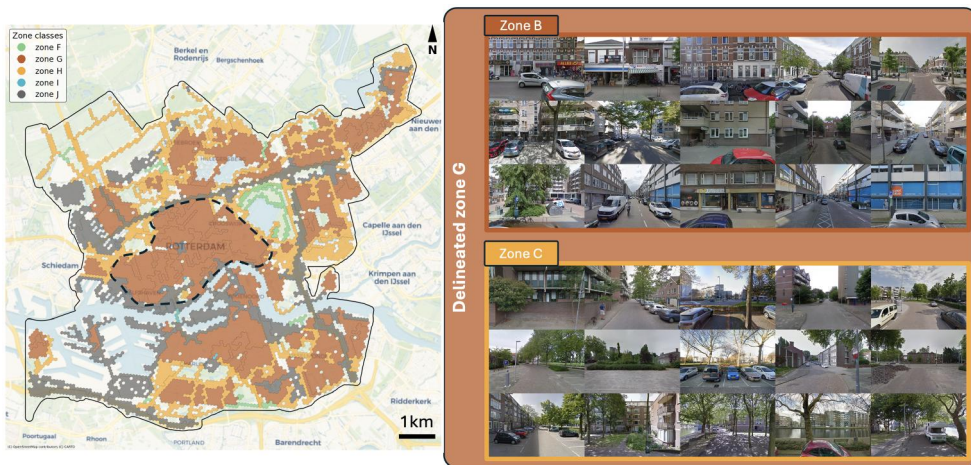 Zone classes
zone F
zone G
zone H
zone I
zone J
N
Berkel en
Rodenrijs
Bergschenhoek
Nieuwer
aan den
ROTTERDAM
Capelle aan den
IJssel
Schiedam
Krimpen aan
den IJssel
Ridderkerk
1km
Poortugaal
Rhoon
PORTLAND
Barendrecht
Delineated zone G
Zone B
Zone C